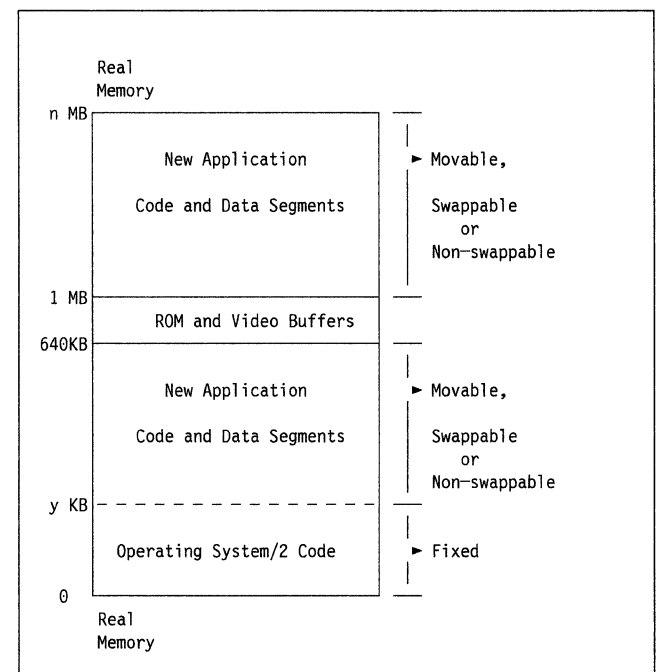 Real
Memory
n MB
New Application
Movable,
Code and Data Segments
Swappable
or
Non-swappable
1 MB
ROM and Video Buffers
640KB
New Application
Movable,
Code and Data Segments
Swappable
or
Non-swappable
y KB
Operating System/2 Code
Fixed
0
Real
Memory